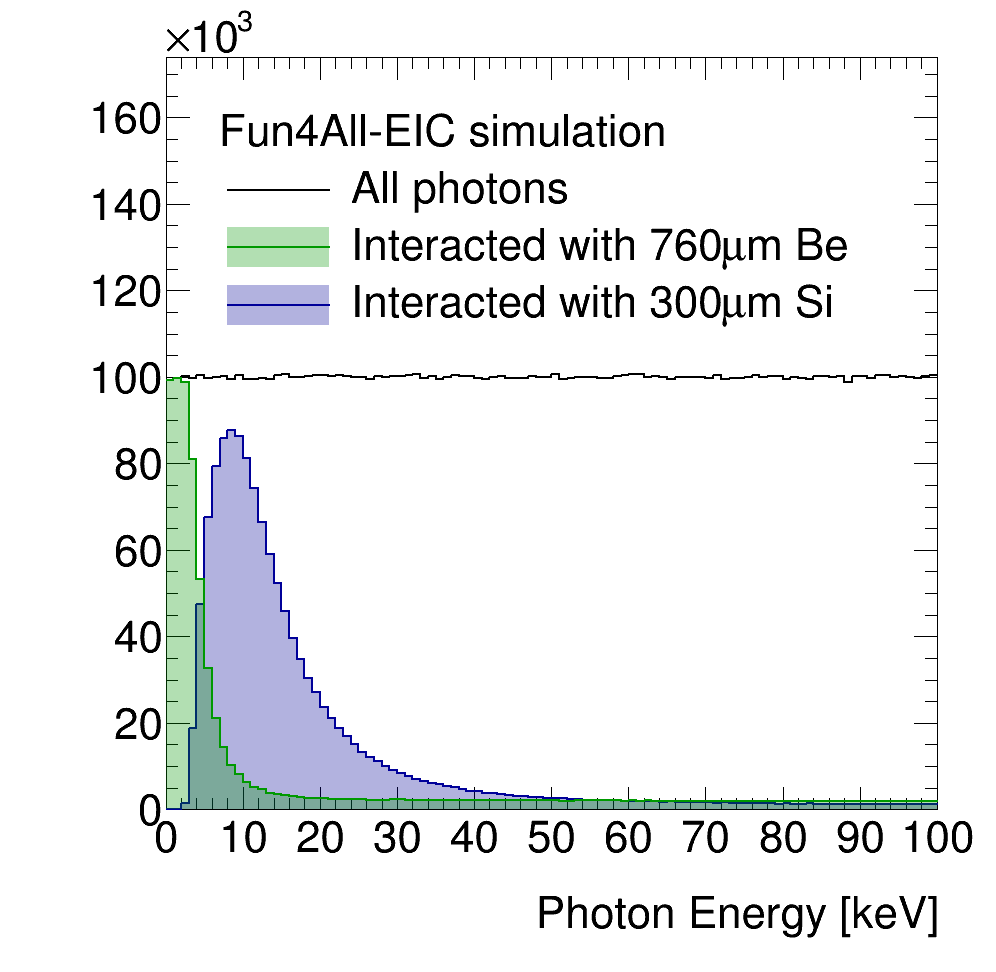 ×10³
160
140
120
100
80
60
40
20
0
Fun4All-EIC simulation
All photons
Interacted with 760μm Be
Interacted with 300μm Si
0 10 20 30 40 50 60 70 80 90 100
Photon Energy [keV]